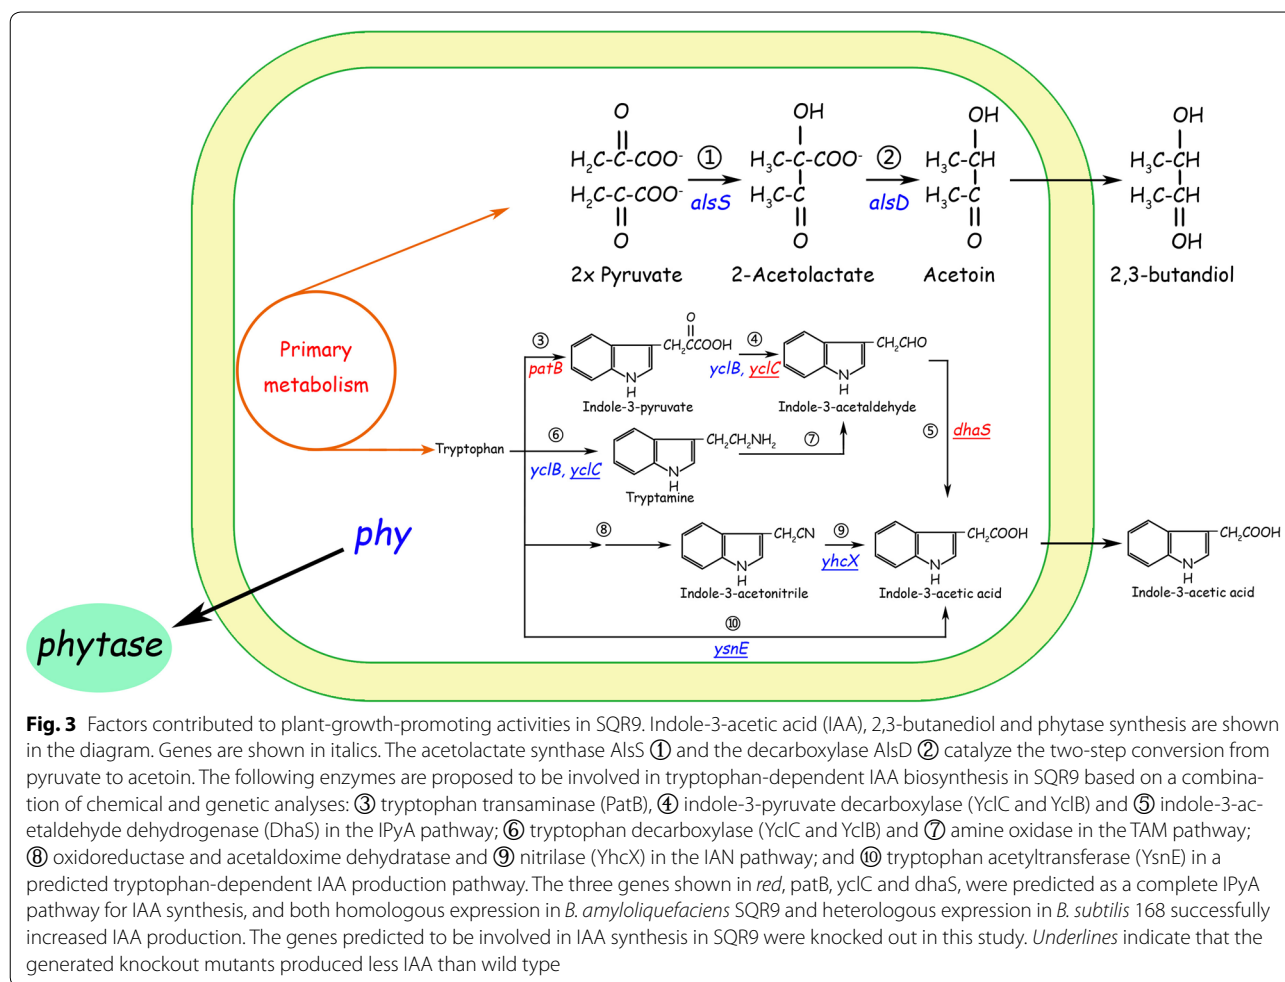 O
OH
OH
OH
H₂C-C-COO⁻
①
H₃C-C-COO⁻
②
H₃C-CH
H₃C-CH
H₂C-C-COO⁻
alsS
H₃C-C
alsD
H₃C-C
H₃C-C
O
O
O
OH
2x Pyruvate
2-Acetolactate
Acetoin
2,3-butandiol
Primary
metabolism
③
patB
O
CH₂CCOOH
N
H
Indole-3-pyruvate
④
yclB, yclC
CH₂CHO
N
H
Indole-3-acetaldehyde
⑤
dhaS
Tryptophan
⑥
yclB, yclC
CH₂CH₂NH₂
N
H
Tryptamine
⑦
⑧
CH₂CN
N
H
Indole-3-acetonitrile
⑨
yhcX
CH₂COOH
N
H
Indole-3-acetic acid
CH₂COOH
N
H
Indole-3-acetic acid
⑩
ysnE
phy
phytase
Fig. 3 Factors contributed to plant-growth-promoting activities in SQR9. Indole-3-acetic acid (IAA), 2,3-butanediol and phytase synthesis are shown
in the diagram. Genes are shown in italics. The acetolactate synthase AlsS ① and the decarboxylase AlsD ② catalyze the two-step conversion from
pyruvate to acetoin. The following enzymes are proposed to be involved in tryptophan-dependent IAA biosynthesis in SQR9 based on a combina-
tion of chemical and genetic analyses: ③ tryptophan transaminase (PatB), ④ indole-3-pyruvate decarboxylase (YclC and YclB) and ⑤ indole-3-ac-
etaldehyde dehydrogenase (DhaS) in the IPyA pathway; ⑥ tryptophan decarboxylase (YclC and YclB) and ⑦ amine oxidase in the TAM pathway;
⑧ oxidoreductase and acetaldoxime dehydratase and ⑨ nitrilase (YhcX) in the IAN pathway; and ⑩ tryptophan acetyltransferase (YsnE) in a
predicted tryptophan-dependent IAA production pathway. The three genes shown in red, patB, yclC and dhaS, were predicted as a complete IPyA
pathway for IAA synthesis, and both homologous expression in B. amyloliquefaciens SQR9 and heterologous expression in B. subtilis 168 successfully
increased IAA production. The genes predicted to be involved in IAA synthesis in SQR9 were knocked out in this study. Underlines indicate that the
generated knockout mutants produced less IAA than wild type